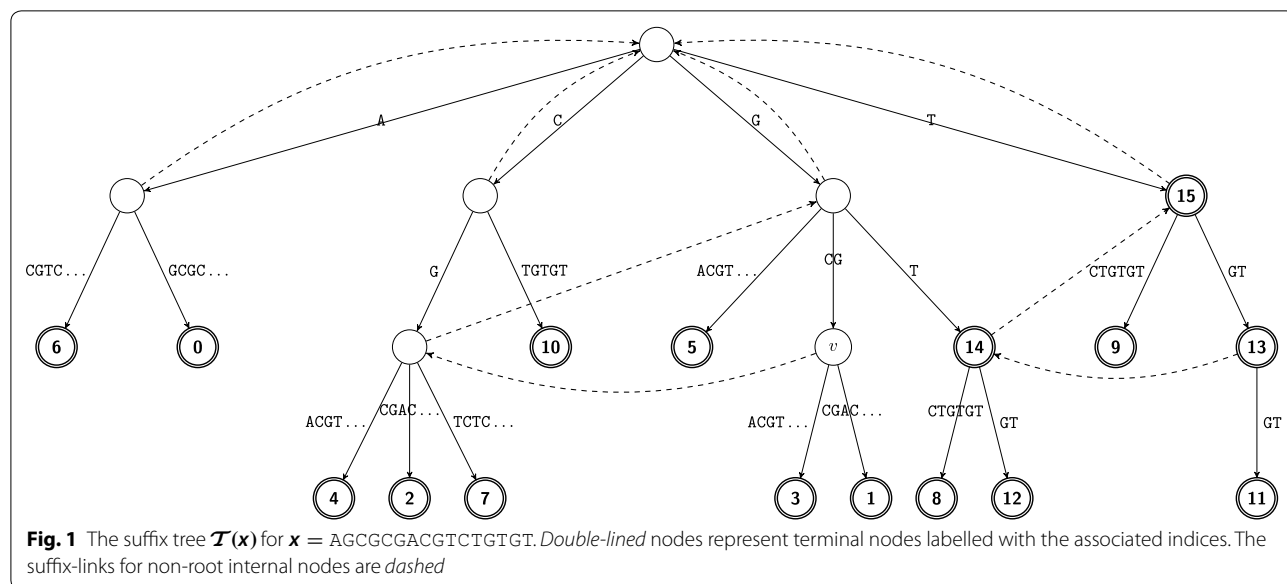 A
C
G
T
15
CGTC...
GCGC...
G
TGTGT
ACGT...
CG
T
CTGTGT
GT
6
0
10
5
v
14
9
13
ACGT...
CGAC...
TCTC...
ACGT...
CGAC...
CTGTGT
GT
GT
4
2
7
3
1
8
12
11
Fig. 1 The suffix tree T(x) for x = AGCGCGACGTCTGTGT. Double-lined nodes represent terminal nodes labelled with the associated indices. The
suffix-links for non-root internal nodes are dashed